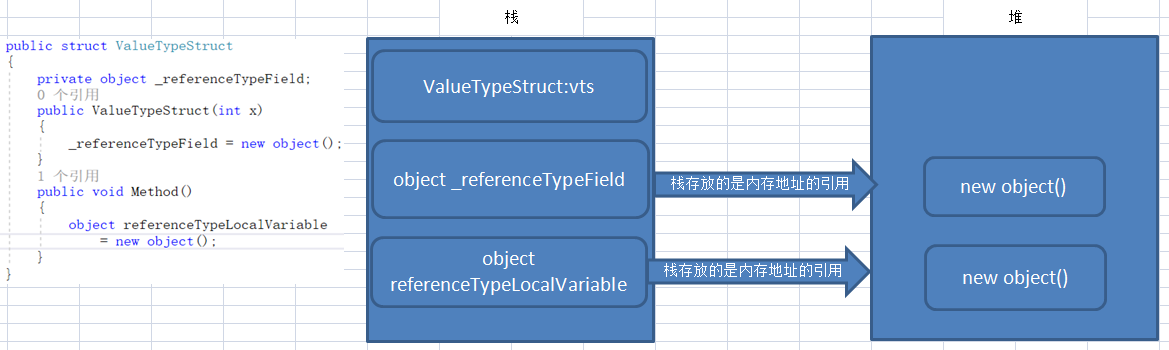 栈
堆
public struct ValueTypeStruct
{
private object _referenceTypeField;
0 个引用
public ValueTypeStruct(int x)
{
_referenceTypeField = new object();
}
1 个引用
public void Method()
{
object referenceTypeLocalVariable
= new object();
}
}
ValueTypeStruct:vts
object _referenceTypeField
object
referenceTypeLocalVariable
栈存放的是内存地址的引用
栈存放的是内存地址的引用
new object()
new object()